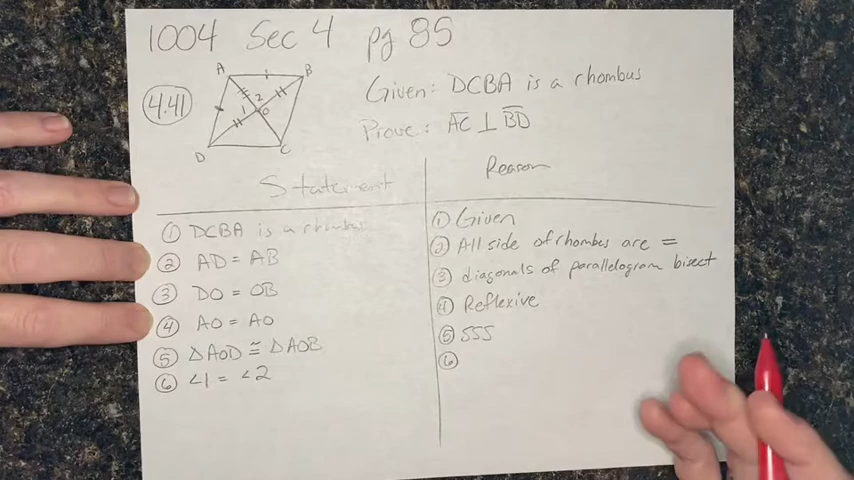 1004 Sec 4 pg 85
4.41
A B
2
1 O
D C
Given: DCBA is a rhombus
Prove: AC ⊥ BD
Statement Reason
① DCBA is a rhombus ① Given
② AD = AB ② All side of rhombus are =
③ DO = OB ③ diagonals of parallelogram bisect
④ AO = AO ④ Reflexive
⑤ △AOD ≅ △AOB ⑤ SSS
⑥ ∠1 = ∠2 ⑥